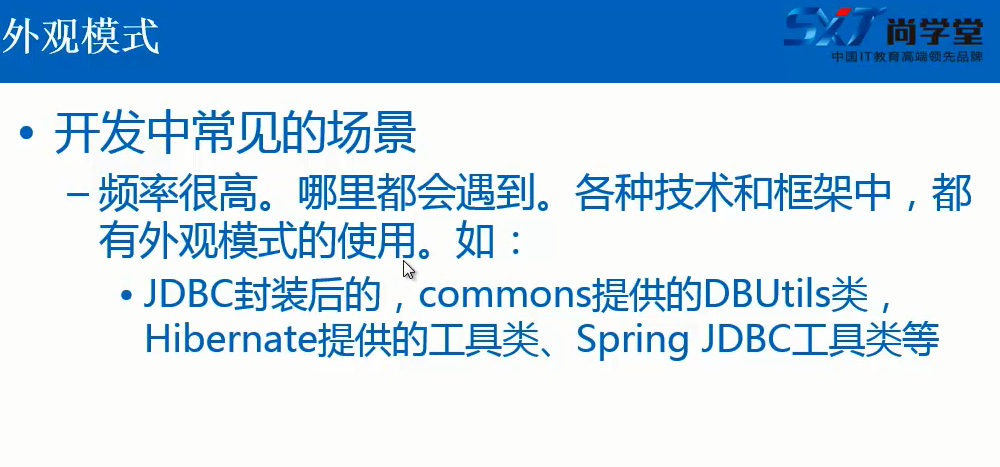 外观模式
SXT 尚学堂
中国IT教育高端领先品牌
• 开发中常见的场景
– 频率很高。哪里都会遇到。各种技术和框架中，都
有外观模式的使用。如：
• JDBC封装后的，commons提供的DBUtils类，
Hibernate提供的工具类、Spring JDBC工具类等